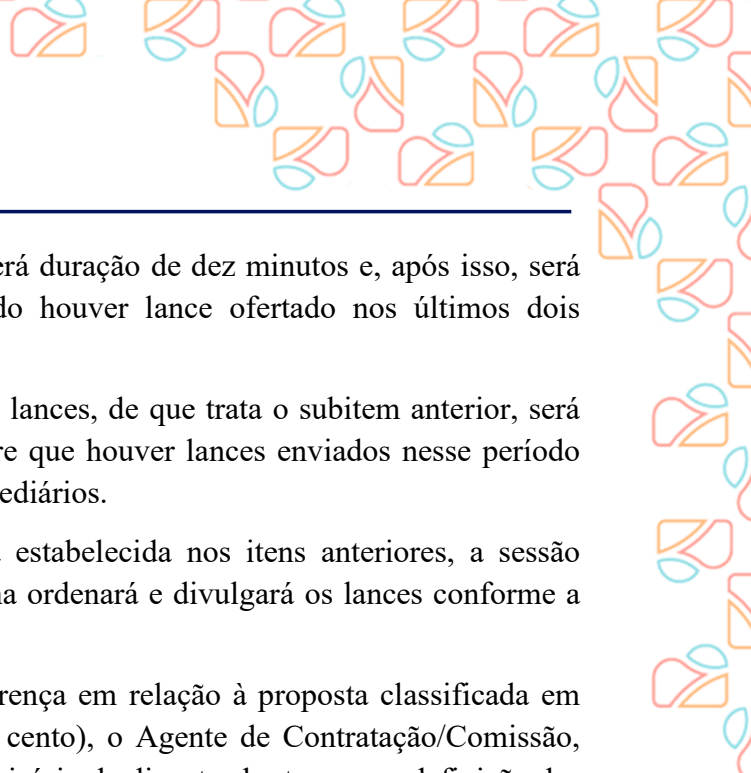 erá duração de dez minutos e, após isso, será
do houver lance ofertado nos últimos dois
lances, de que trata o subitem anterior, será
re que houver lances enviados nesse período
ediários.
estabelecida nos itens anteriores, a sessão
na ordenará e divulgará os lances conforme a
rença em relação à proposta classificada em
cento), o Agente de Contratação/Comissão,